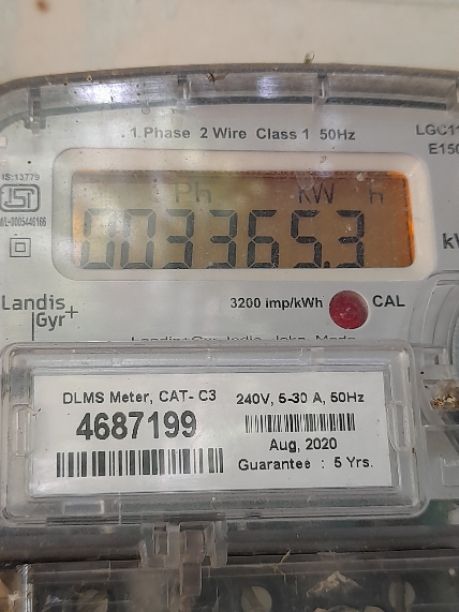 1 Phase 2 Wire Class 1 50Hz
LGC11
E150
IS:13779
Ph KW h
003365.3
Landis
Gyr+
3200 imp/kWh
CAL
DLMS Meter, CAT- C3
240V, 5-30 A, 50Hz
4687199
Aug, 2020
Guarantee : 5 Yrs.